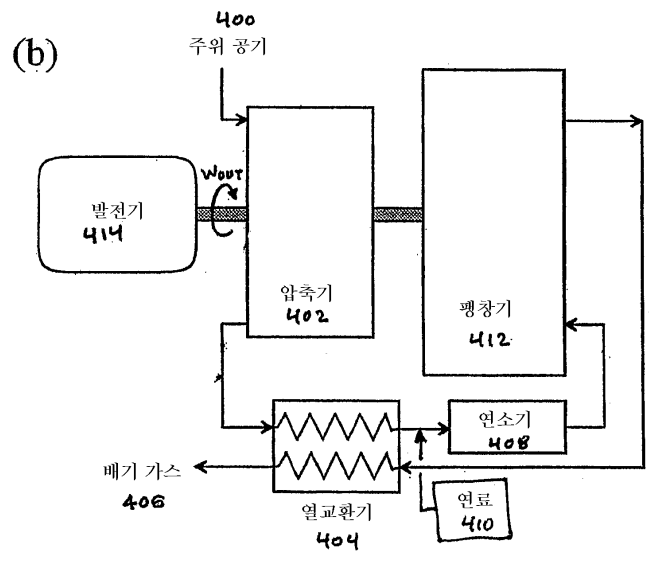 (b)
400
주위 공기
WOUT
발전기
414
압축기
402
팽창기
412
연소기
408
배기 가스
406
열교환기
404
연료
410